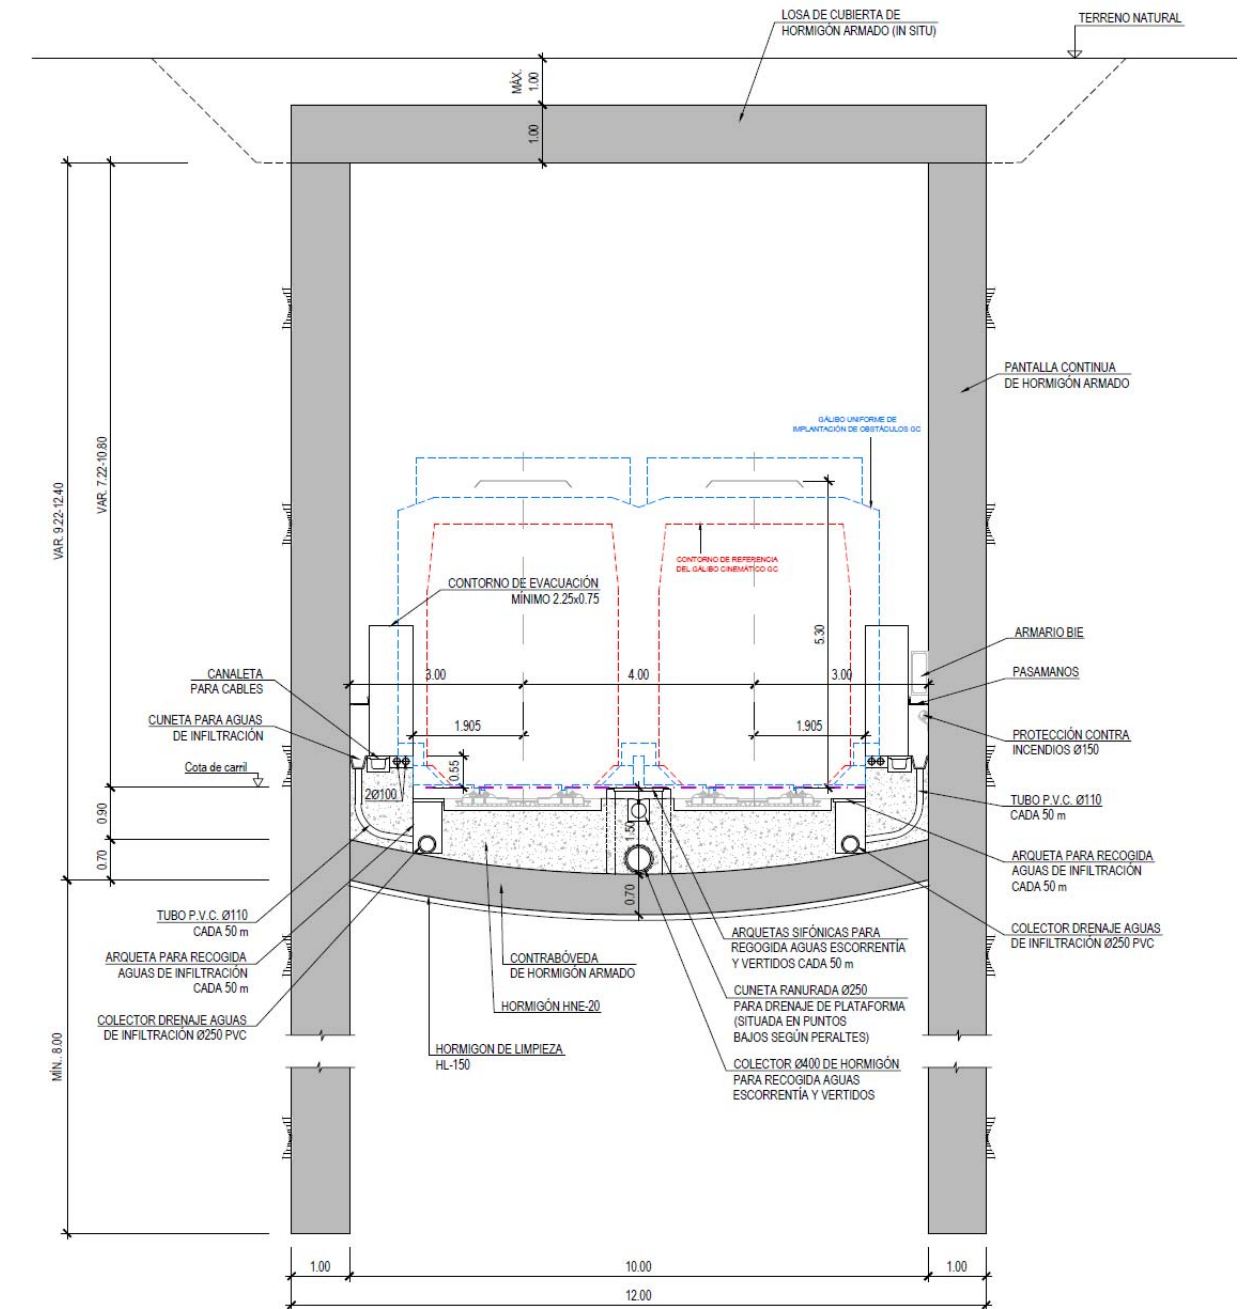 LOSA DE CUBIERTA DE
HORMIGÓN ARMADO (IN SITU)
TERRENO NATURAL
MÁX.
1.00
1.00
PANTALLA CONTINUA
DE HORMIGÓN ARMADO
GÁLIBO UNIFORME DE
IMPLANTACIÓN DE OBSTÁCULOS GC
VAR. 7.22-10.80
VAR. 9.22-12.40
CONTORNO DE REFERENCIA
DEL GÁLIBO CINEMÁTICO GC
CONTORNO DE EVACUACIÓN
MÍNIMO 2.25x0.75
5.30
ARMARIO BIE
CANALETA
PARA CABLES
3.00
4.00
3.00
PASAMANOS
CUNETA PARA AGUAS
DE INFILTRACIÓN
1.905
1.905
PROTECCIÓN CONTRA
INCENDIOS Ø150
Cota de carril
0.55
2Ø100
0.90
1.50
TUBO P.V.C. Ø110
CADA 50 m
0.70
0.70
ARQUETA PARA RECOGIDA
AGUAS DE INFILTRACIÓN
CADA 50 m
TUBO P.V.C. Ø110
CADA 50 m
ARQUETAS SIFÓNICAS PARA
REGOGIDA AGUAS ESCORRENTÍA
Y VERTIDOS CADA 50 m
COLECTOR DRENAJE AGUAS
DE INFILTRACIÓN Ø250 PVC
ARQUETA PARA RECOGIDA
AGUAS DE INFILTRACIÓN
CADA 50 m
CONTRABÓVEDA
DE HORMIGÓN ARMADO
CUNETA RANURADA Ø250
PARA DRENAJE DE PLATAFORMA
(SITUADA EN PUNTOS
BAJOS SEGÚN PERALTES)
HORMIGÓN HNE-20
COLECTOR DRENAJE AGUAS
DE INFILTRACIÓN Ø250 PVC
HORMIGON DE LIMPIEZA
HL-150
COLECTOR Ø400 DE HORMIGÓN
PARA RECOGIDA AGUAS
ESCORRENTÍA Y VERTIDOS
MÍN.. 8.00
1.00
10.00
1.00
12.00